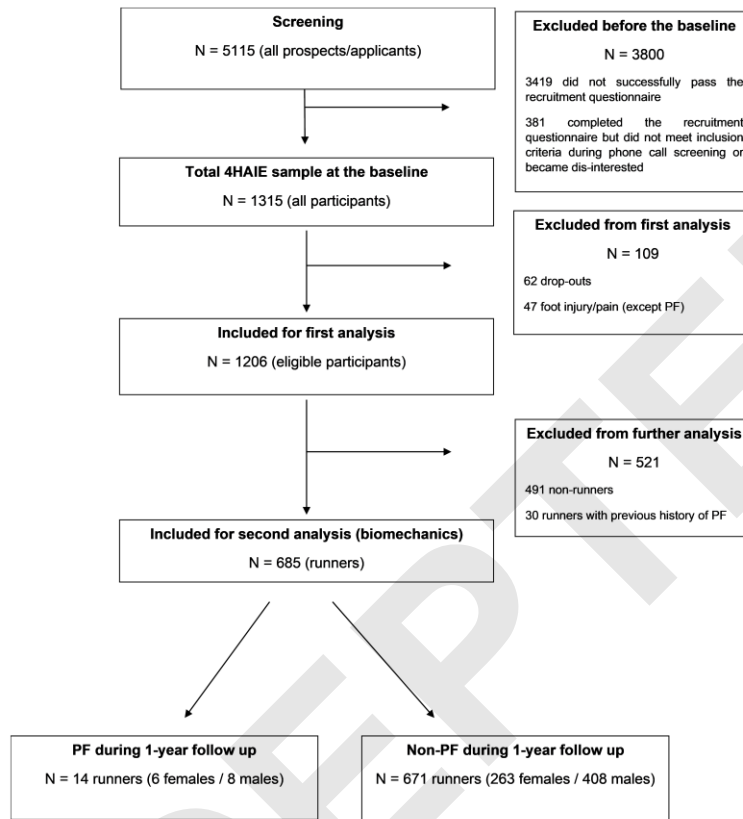 Screening
N = 5115 (all prospects/applicants)
Excluded before the baseline
N = 3800
3419 did not successfully pass the
recruitment questionnaire
381 completed the recruitment
questionnaire but did not meet inclusion
criteria during phone call screening or
became dis-interested
Total 4HAIE sample at the baseline
N = 1315 (all participants)
Excluded from first analysis
N = 109
62 drop-outs
47 foot injury/pain (except PF)
Included for first analysis
N = 1206 (eligible participants)
Excluded from further analysis
N = 521
491 non-runners
30 runners with previous history of PF
Included for second analysis (biomechanics)
N = 685 (runners)
PF during 1-year follow up
N = 14 runners (6 females / 8 males)
Non-PF during 1-year follow up
N = 671 runners (263 females / 408 males)